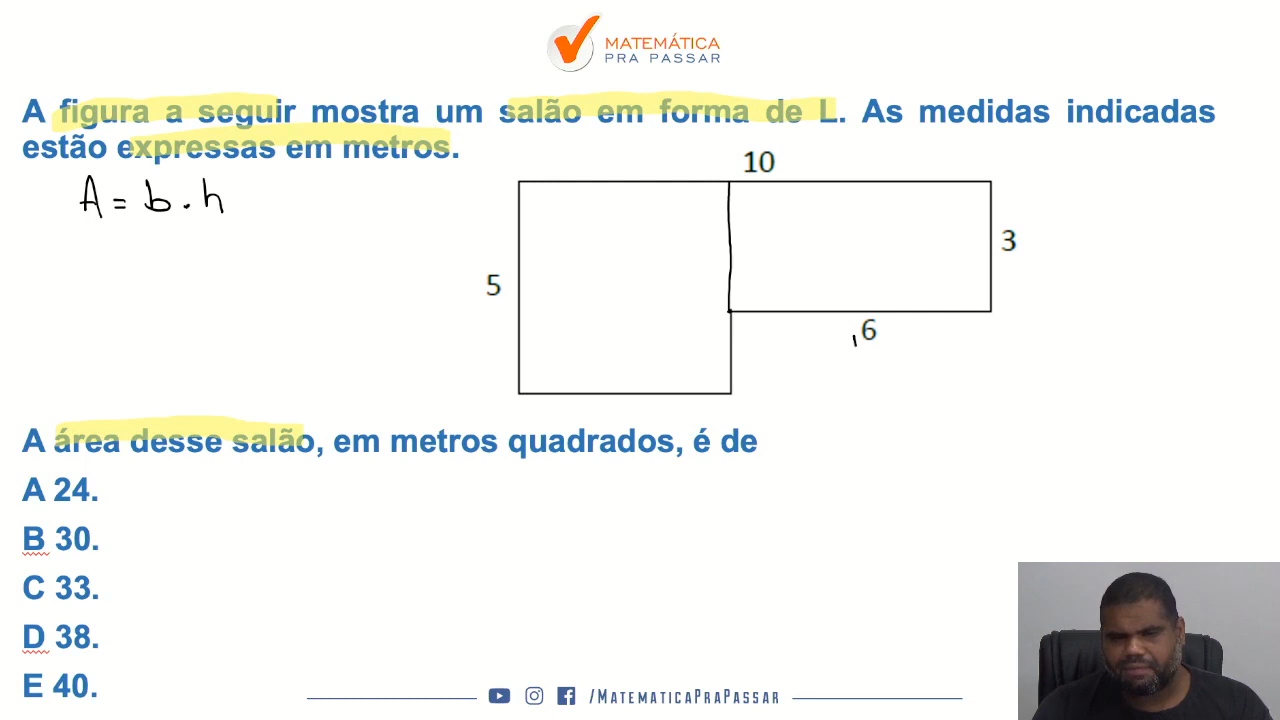 MATEMÁTICA
PRA PASSAR
A figura a seguir mostra um salão em forma de L. As medidas indicadas
estão expressas em metros.
10
A = b . h
3
5
6
A área desse salão, em metros quadrados, é de
A 24.
B 30.
C 33.
D 38.
E 40.
/MATEMATICAPRAPASSAR